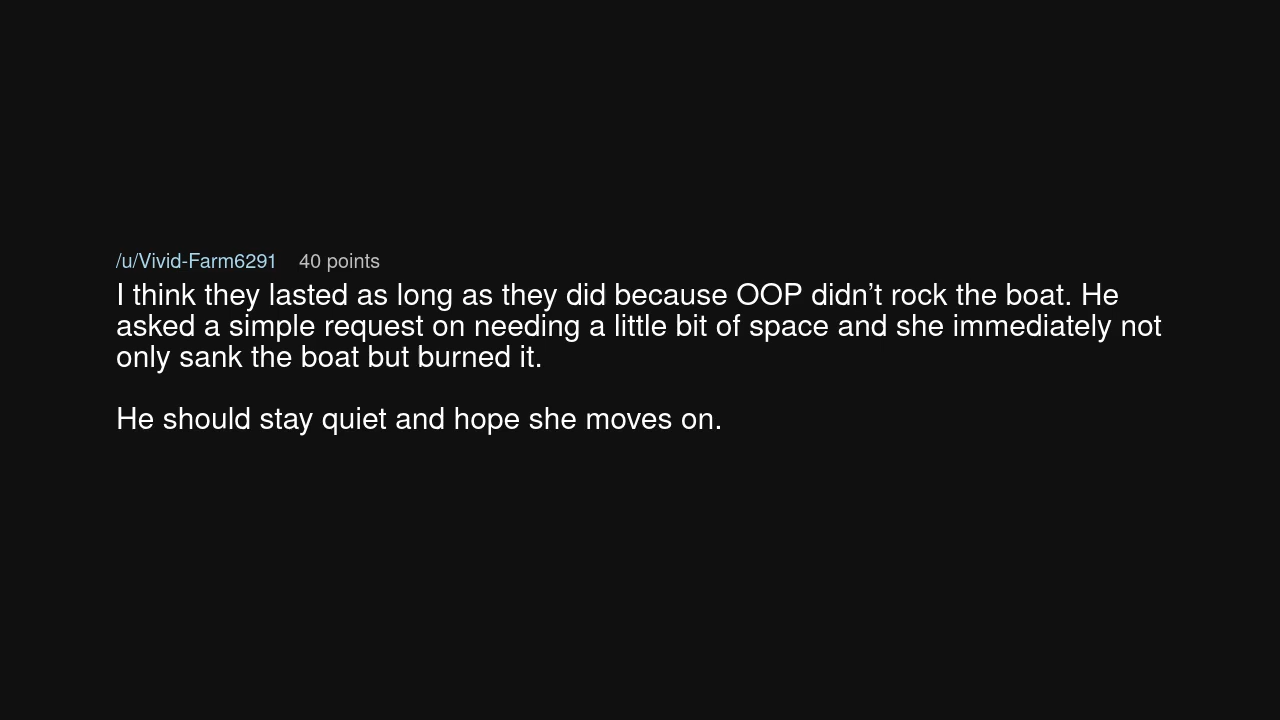 /u/Vivid-Farm6291 40 points
I think they lasted as long as they did because OOP didn’t rock the boat. He
asked a simple request on needing a little bit of space and she immediately not
only sank the boat but burned it.
He should stay quiet and hope she moves on.